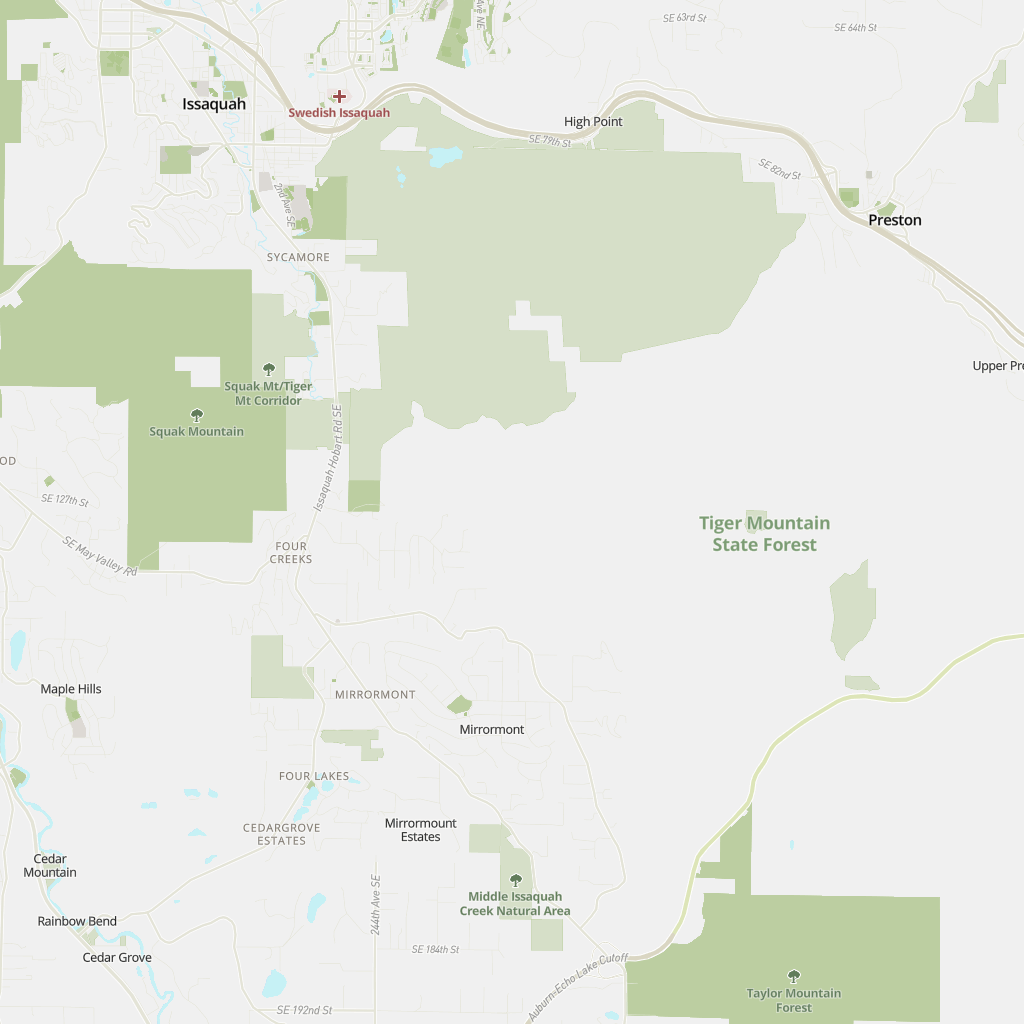 Ave NE
SE 63rd St
SE 64th St
Issaquah
Swedish Issaquah
High Point
SE 79th St
SE 82nd St
2nd Ave SE
Preston
SYCAMORE
Upper Pre
Squak Mt/Tiger
Mt Corridor
Squak Mountain
Issaquah-Hobart Rd SE
OD
SE 127th St
Tiger Mountain
State Forest
SE May Valley Rd
FOUR
CREEKS
Maple Hills
MIRRORMONT
Mirrormont
FOUR LAKES
CEDARGROVE
ESTATES
Mirrormount
Estates
Cedar
Mountain
244th Ave SE
Middle Issaquah
Creek Natural Area
Rainbow Bend
SE 184th St
Cedar Grove
Auburn-Echo Lake Cutoff
Taylor Mountain
Forest
SE 192nd St